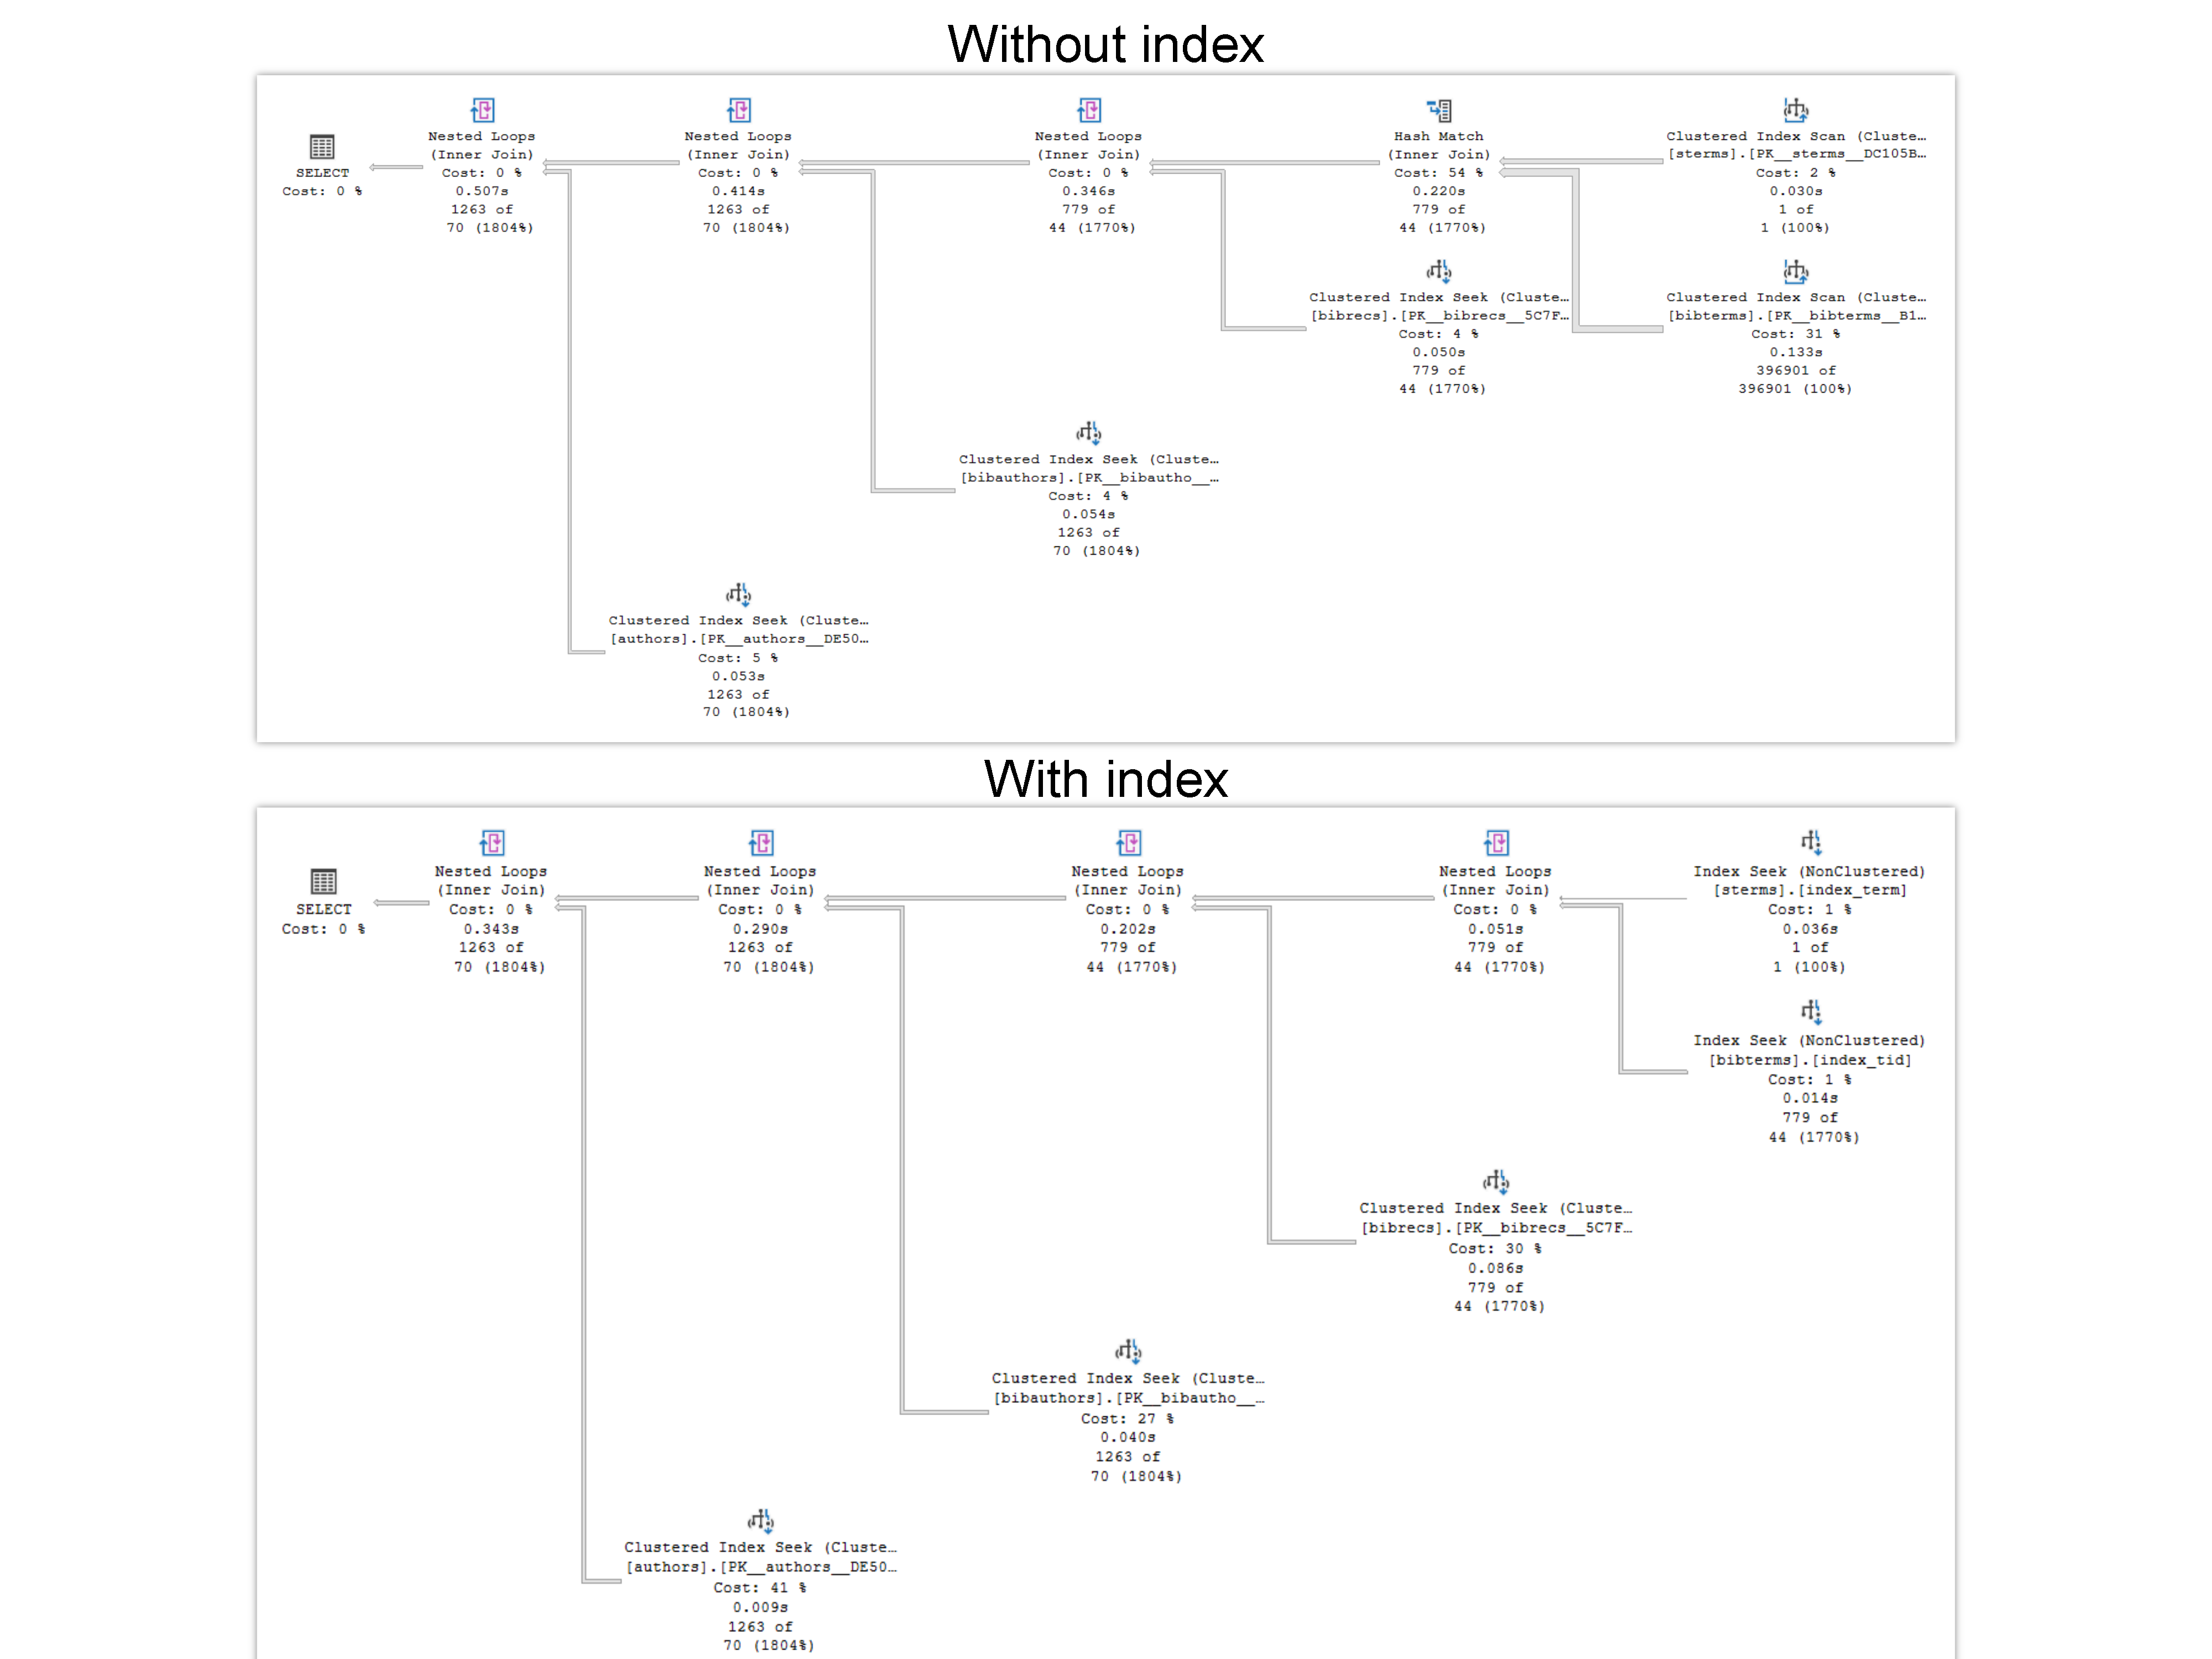 Without index
SELECT
Cost: 0 %
Nested Loops
(Inner Join)
Cost: 0 %
0.507s
1263 of
70 (1804%)
Nested Loops
(Inner Join)
Cost: 0 %
0.414s
1263 of
70 (1804%)
Nested Loops
(Inner Join)
Cost: 0 %
0.346s
779 of
44 (1770%)
Hash Match
(Inner Join)
Cost: 54 %
0.220s
779 of
44 (1770%)
Clustered Index Scan (Cluste…
[sterms].[PK__sterms__DC105B…
Cost: 2 %
0.030s
1 of
1 (100%)
Clustered Index Seek (Cluste…
[bibrecs].[PK__bibrecs__5C7F…
Cost: 4 %
0.050s
779 of
44 (1770%)
Clustered Index Scan (Cluste…
[bibterms].[PK__bibterms__B1…
Cost: 31 %
0.133s
396901 of
396901 (100%)
Clustered Index Seek (Cluste…
[bibauthors].[PK__bibautho__…
Cost: 4 %
0.054s
1263 of
70 (1804%)
Clustered Index Seek (Cluste…
[authors].[PK__authors__DE50…
Cost: 5 %
0.053s
1263 of
70 (1804%)
With index
SELECT
Cost: 0 %
Nested Loops
(Inner Join)
Cost: 0 %
0.343s
1263 of
70 (1804%)
Nested Loops
(Inner Join)
Cost: 0 %
0.290s
1263 of
70 (1804%)
Nested Loops
(Inner Join)
Cost: 0 %
0.202s
779 of
44 (1770%)
Nested Loops
(Inner Join)
Cost: 0 %
0.051s
779 of
44 (1770%)
Index Seek (NonClustered)
[sterms].[index_term]
Cost: 1 %
0.036s
1 of
1 (100%)
Index Seek (NonClustered)
[bibterms].[index_tid]
Cost: 1 %
0.014s
779 of
44 (1770%)
Clustered Index Seek (Cluste…
[bibrecs].[PK__bibrecs__5C7F…
Cost: 30 %
0.086s
779 of
44 (1770%)
Clustered Index Seek (Cluste…
[bibauthors].[PK__bibautho__…
Cost: 27 %
0.040s
1263 of
70 (1804%)
Clustered Index Seek (Cluste…
[authors].[PK__authors__DE50…
Cost: 41 %
0.009s
1263 of
70 (1804%)